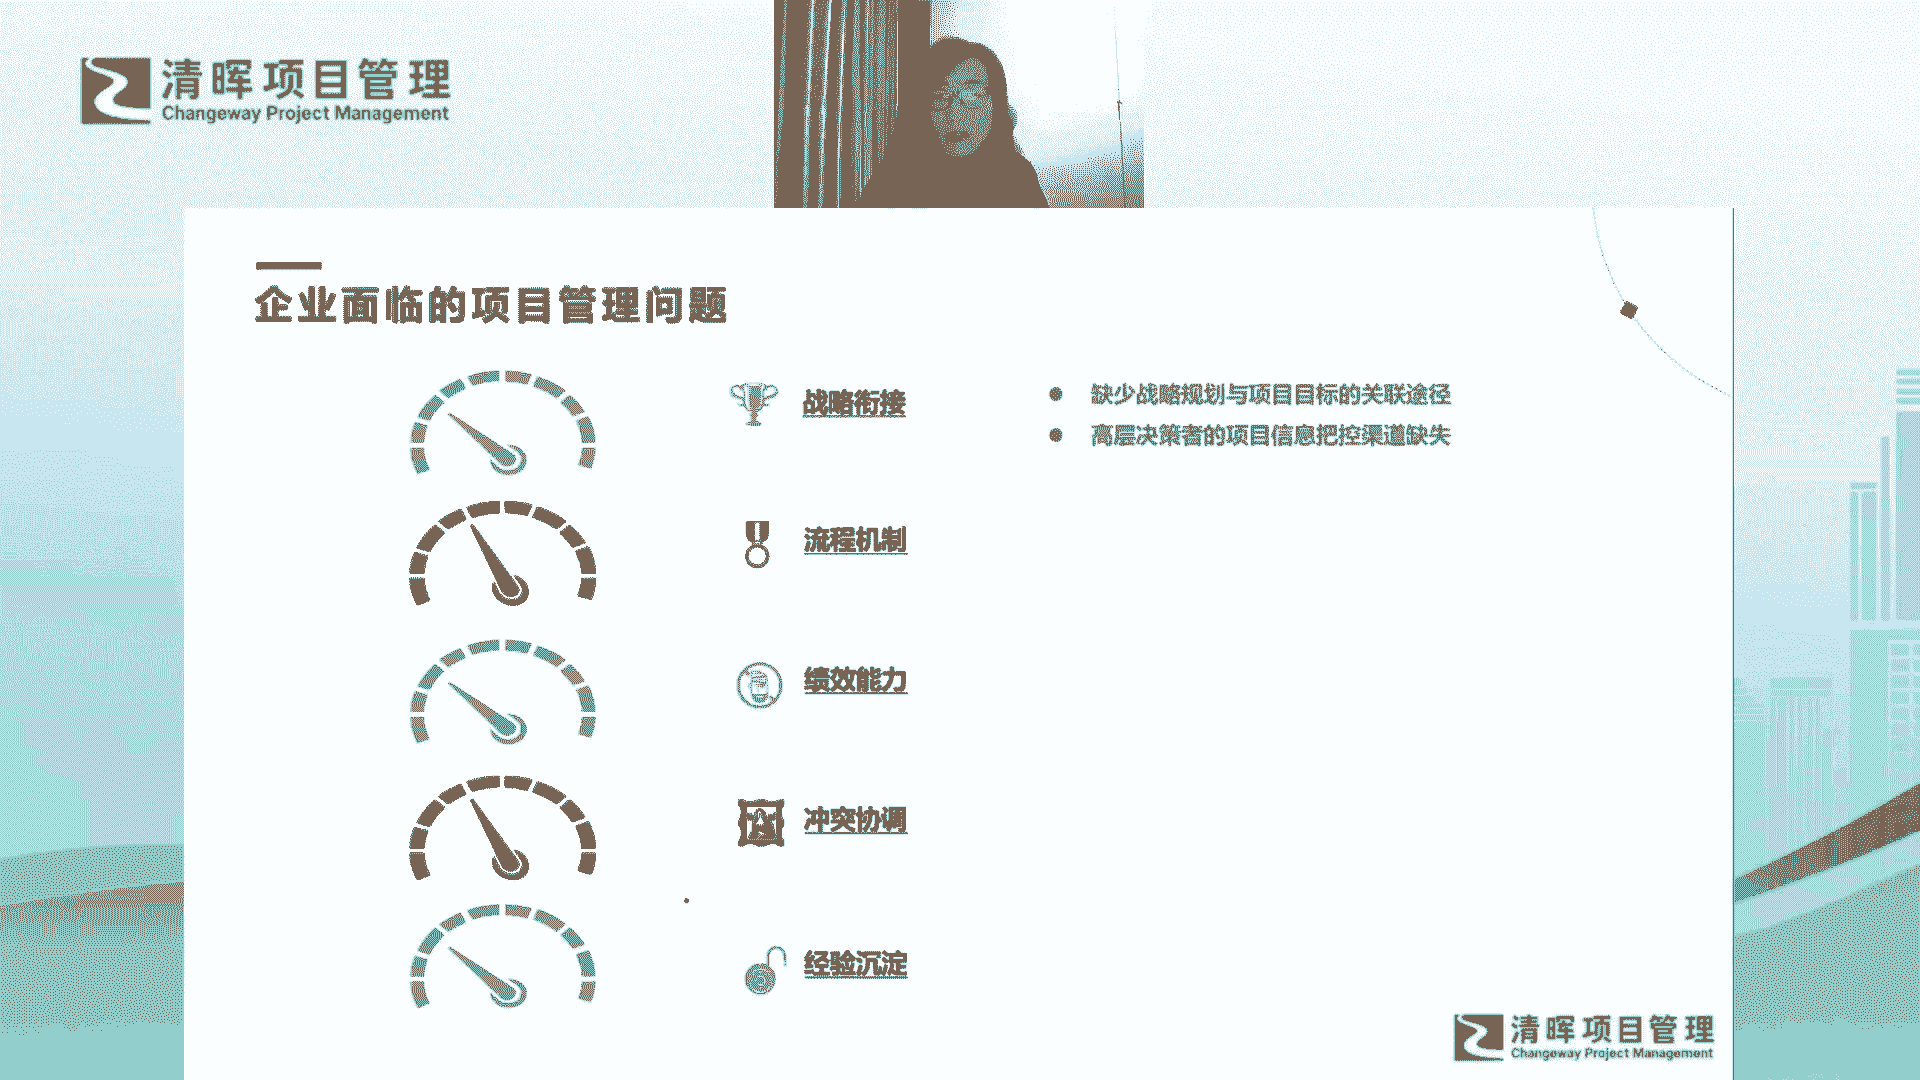 清晖项目管理
Changeway Project Management
企业面临的项目管理问题
战略衔接
缺少战略规划与项目目标的关联途径
高层决策者的项目信息把控渠道缺失
流程机制
绩效能力
冲突协调
经验沉淀
清晖项目管理
Changeway Project Management